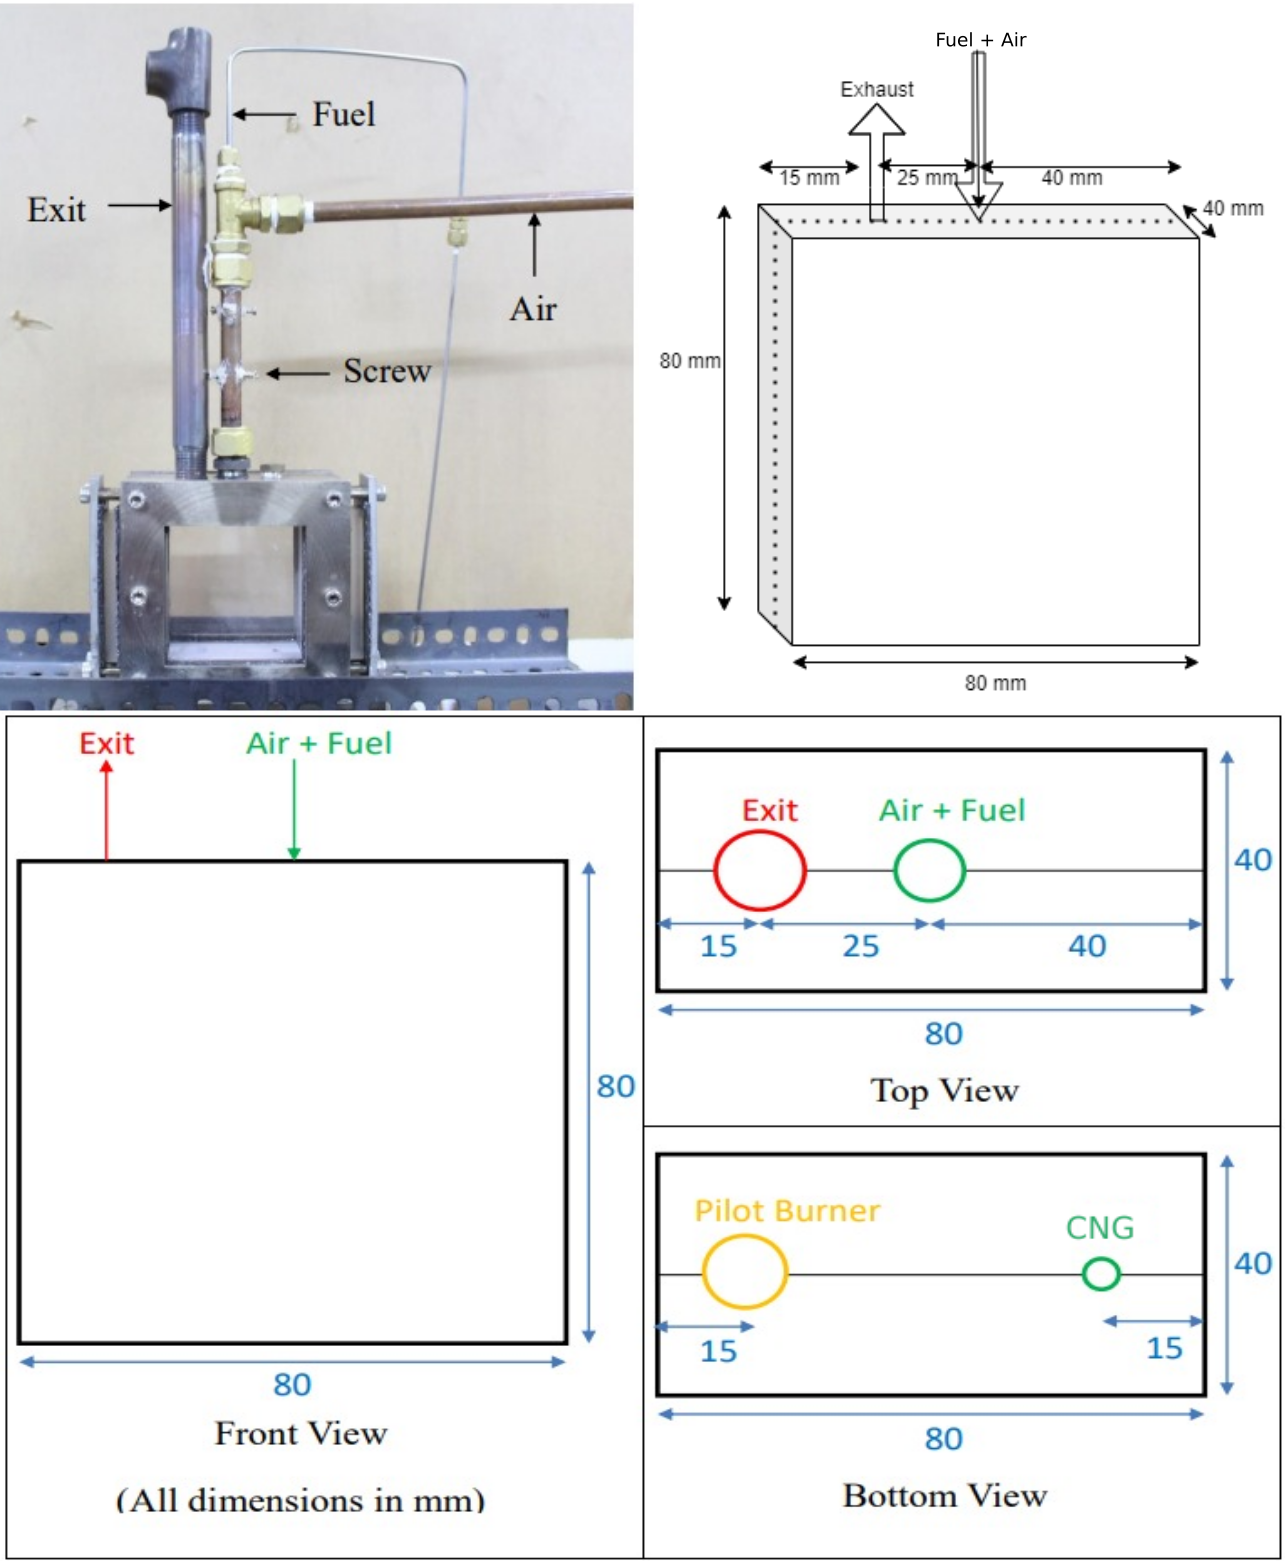 Fuel
Exit
Air
Screw
Fuel + Air
Exhaust
15 mm
25 mm
40 mm
40 mm
80 mm
80 mm
Exit
Air + Fuel
80
80
Front View
(All dimensions in mm)
Exit
Air + Fuel
40
15
25
40
80
Top View
Pilot Burner
CNG
40
15
15
80
Bottom View